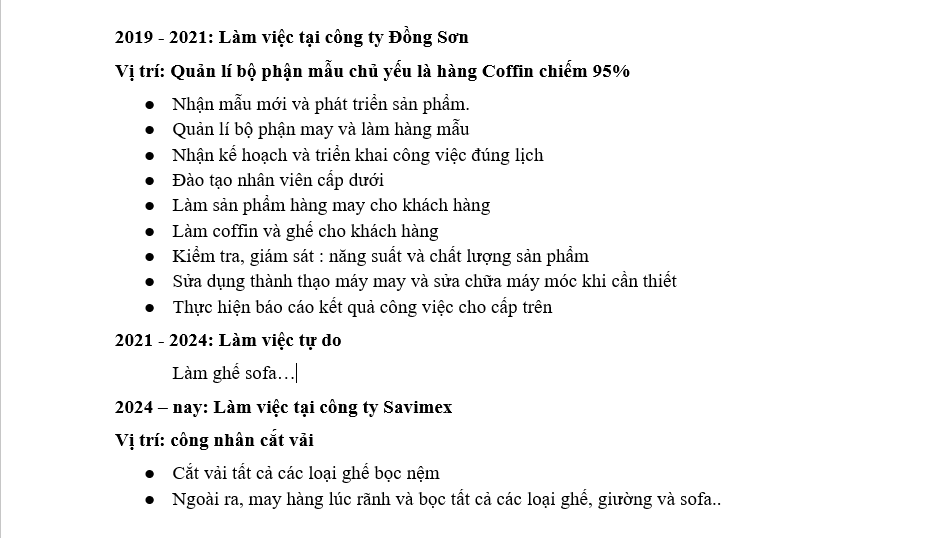 2019 - 2021: Làm việc tại công ty Đồng Sơn
Vị trí: Quản lí bộ phận mẫu chủ yếu là hàng Coffin chiếm 95%
● Nhận mẫu mới và phát triển sản phẩm.
● Quản lí bộ phận may và làm hàng mẫu
● Nhận kế hoạch và triển khai công việc đúng lịch
● Đào tạo nhân viên cấp dưới
● Làm sản phẩm hàng may cho khách hàng
● Làm coffin và ghế cho khách hàng
● Kiểm tra, giám sát : năng suất và chất lượng sản phẩm
● Sửa dụng thành thạo máy may và sửa chữa máy móc khi cần thiết
● Thực hiện báo cáo kết quả công việc cho cấp trên
2021 - 2024: Làm việc tự do
Làm ghế sofa…
2024 – nay: Làm việc tại công ty Savimex
Vị trí: công nhân cắt vải
● Cắt vải tất cả các loại ghế bọc nệm
● Ngoài ra, may hàng lúc rãnh và bọc tất cả các loại ghế, giường và sofa..